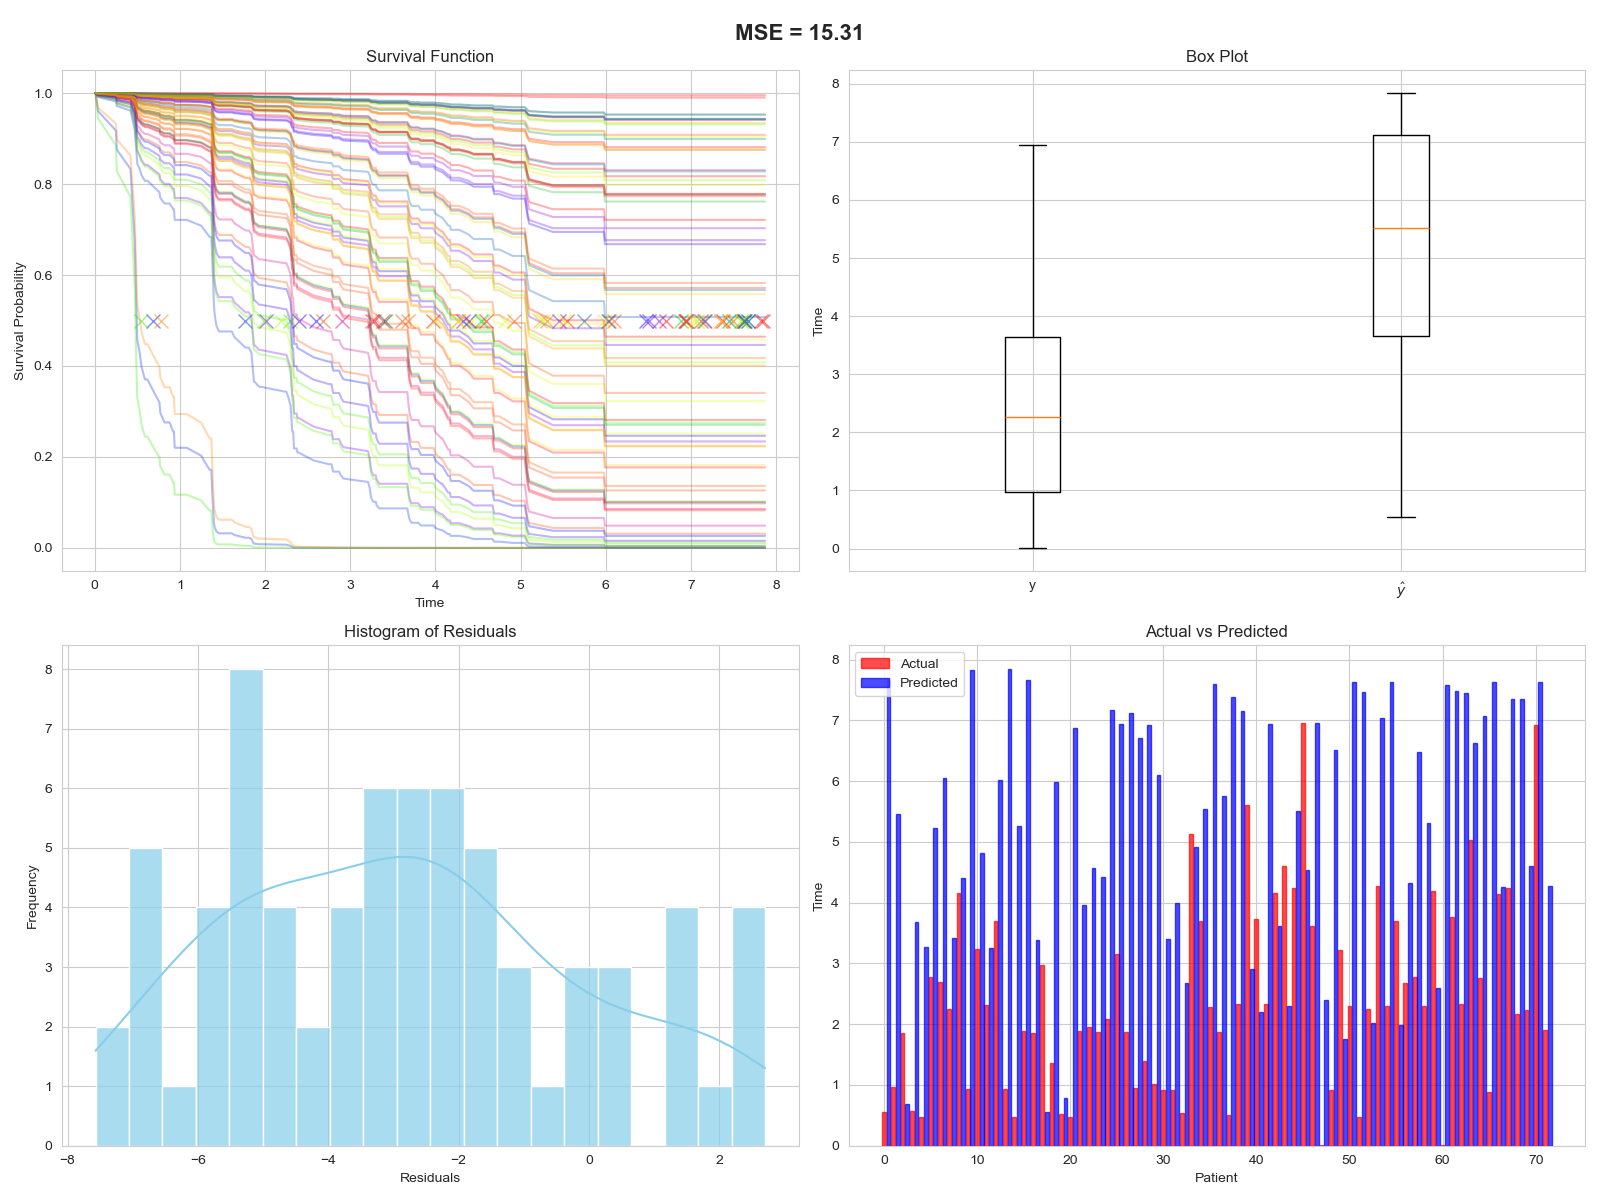 MSE = 15.31
Survival Function
Survival Probability
1.0
0.8
0.6
0.4
0.2
0.0
0 1 2 3 4 5 6 7 8
Time
Box Plot
Time
8
7
6
5
4
3
2
1
0
y ŷ
Histogram of Residuals
Frequency
8
7
6
5
4
3
2
1
0
−8 −6 −4 −2 0 2
Residuals
Actual vs Predicted
Actual
Predicted
Time
8
7
6
5
4
3
2
1
0
0 10 20 30 40 50 60 70
Patient